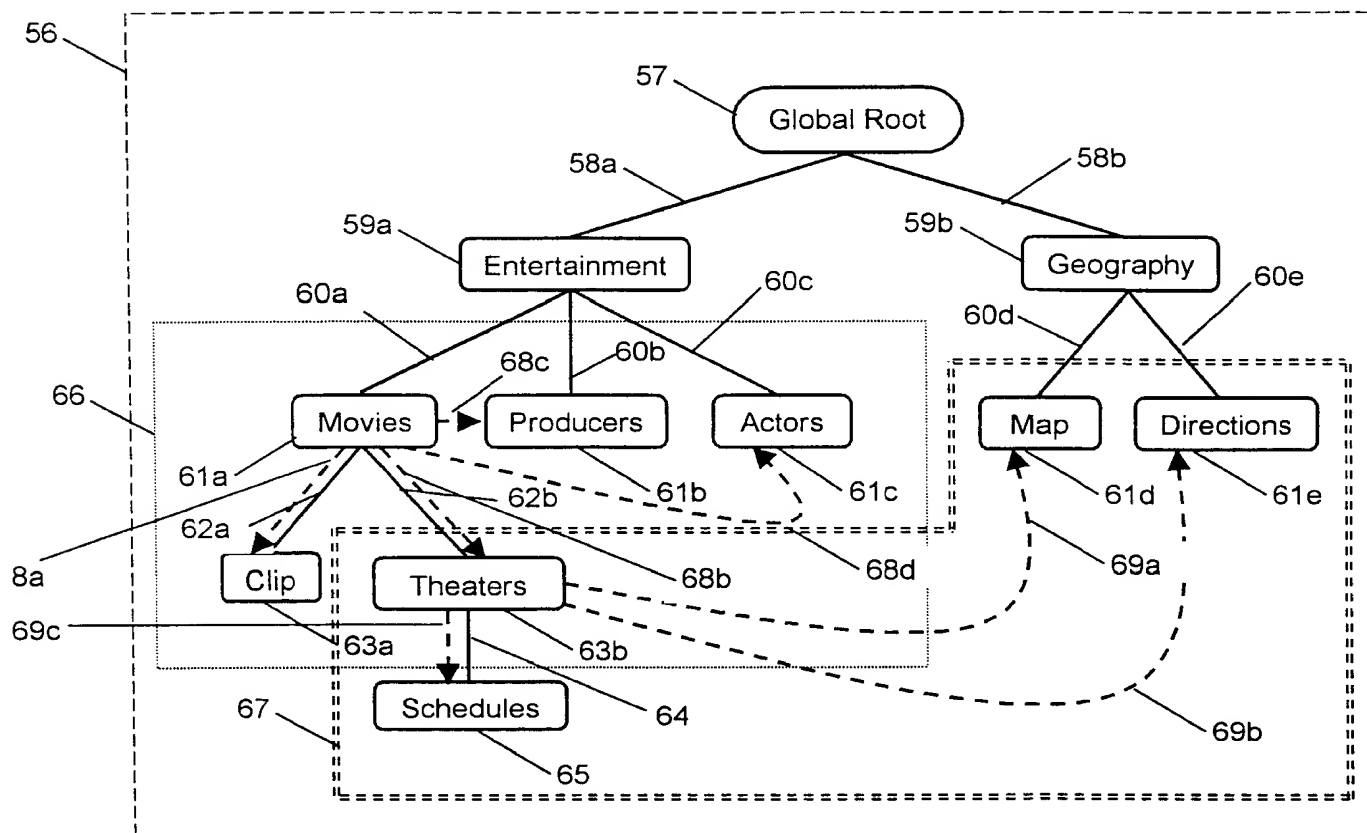 56
57
Global Root
58a
58b
59a
59b
Entertainment
Geography
60a
60c
60e
60d
68c
60b
66
Movies
Producers
Actors
Map
Directions
61a
61b
61c
61d
61e
62a
62b
8a
Clip
Theaters
68b
68d
69a
69c
63a
63b
Schedules
64
67
69b
65